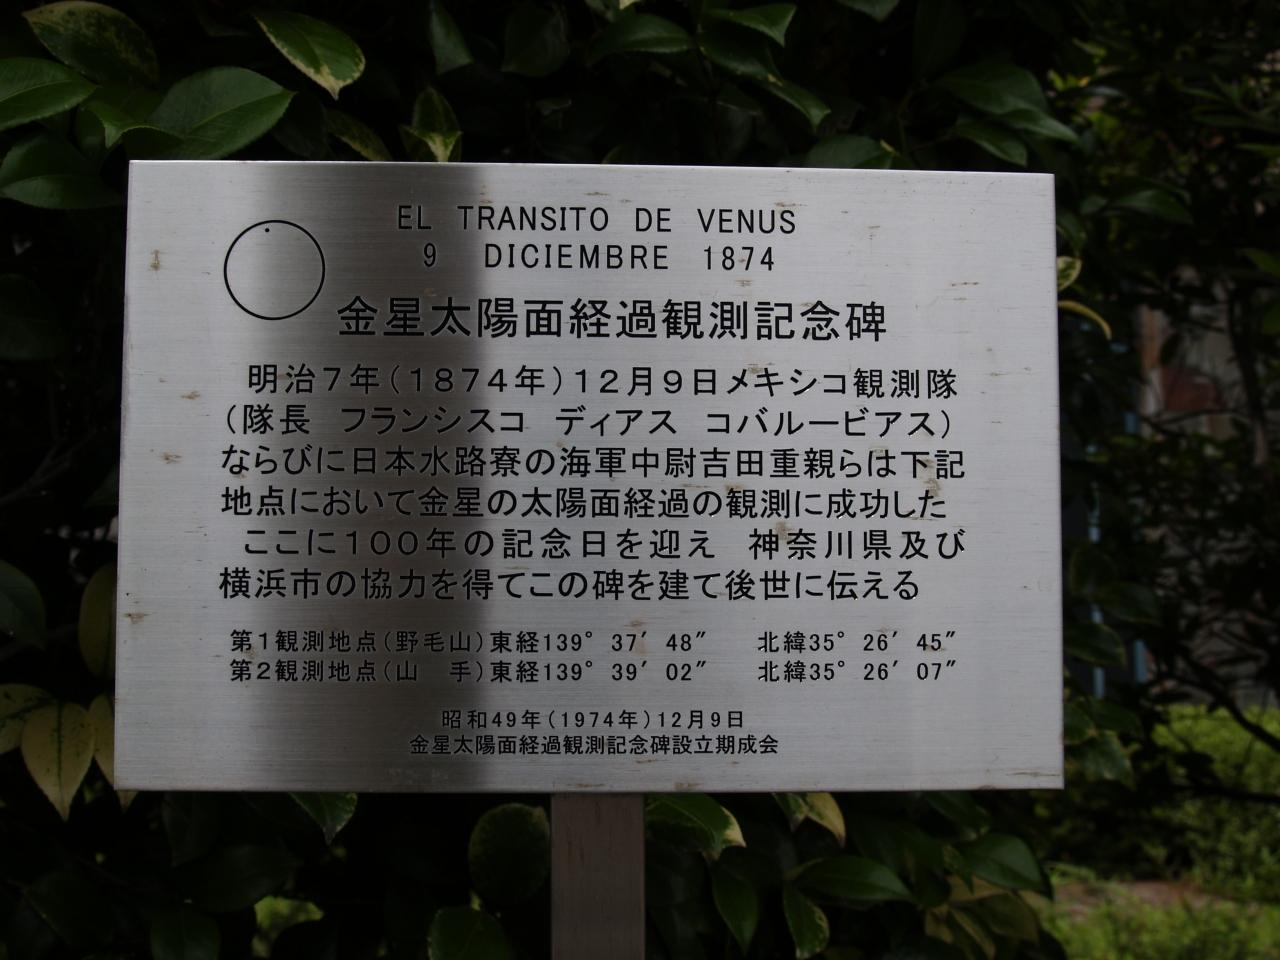 EL TRANSITO DE VENUS
9 DICIEMBRE 1874
金星太陽面経過観測記念碑
明治7年(1874年)12月9日メキシコ観測隊
(隊長　フランシスコ　ディアス　コバルービアス)
ならびに日本水路寮の海軍中尉吉田重親らは下記
地点において金星の太陽面経過の観測に成功した
ここに100年の記念日を迎え　神奈川県及び
横浜市の協力を得てこの碑を建て後世に伝える
第1観測地点(野毛山)東経139° 37′ 48″　北緯35° 26′ 45″
第2観測地点(山　手)東経139° 39′ 02″　北緯35° 26′ 07″
昭和49年(1974年)12月9日
金星太陽面経過観測記念碑設立期成会